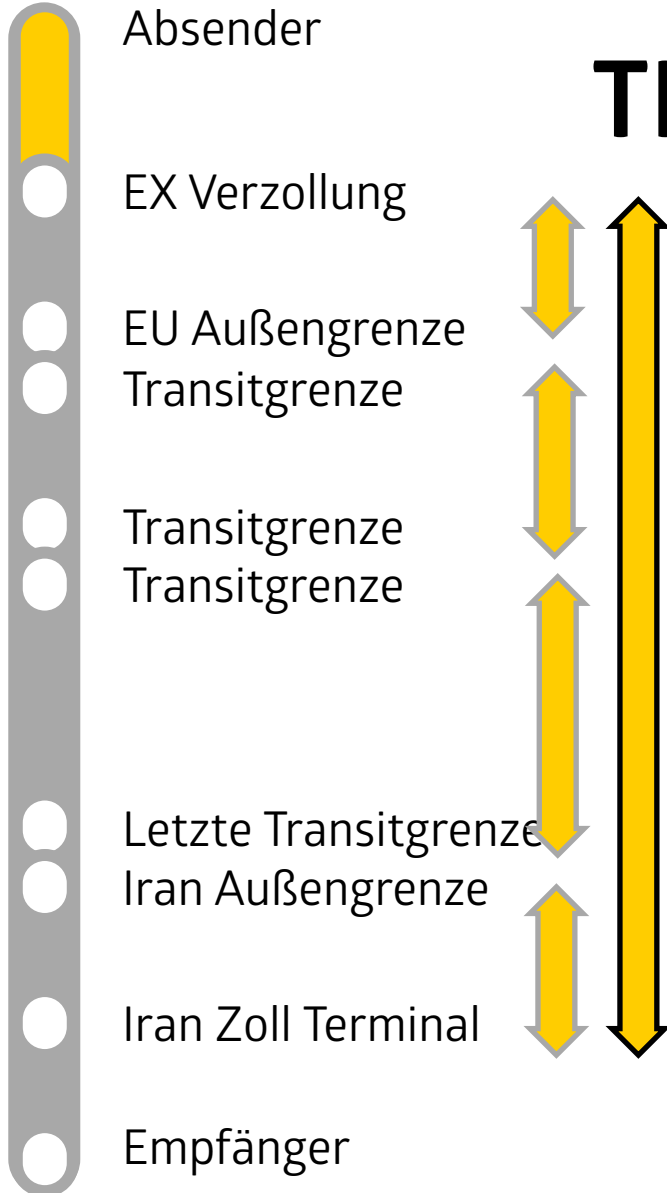 Absender
EX Verzollung
EU Außengrenze
Transitgrenze
Transitgrenze
Transitgrenze
Letzte Transitgrenze
Iran Außengrenze
Iran Zoll Terminal
Empfänger